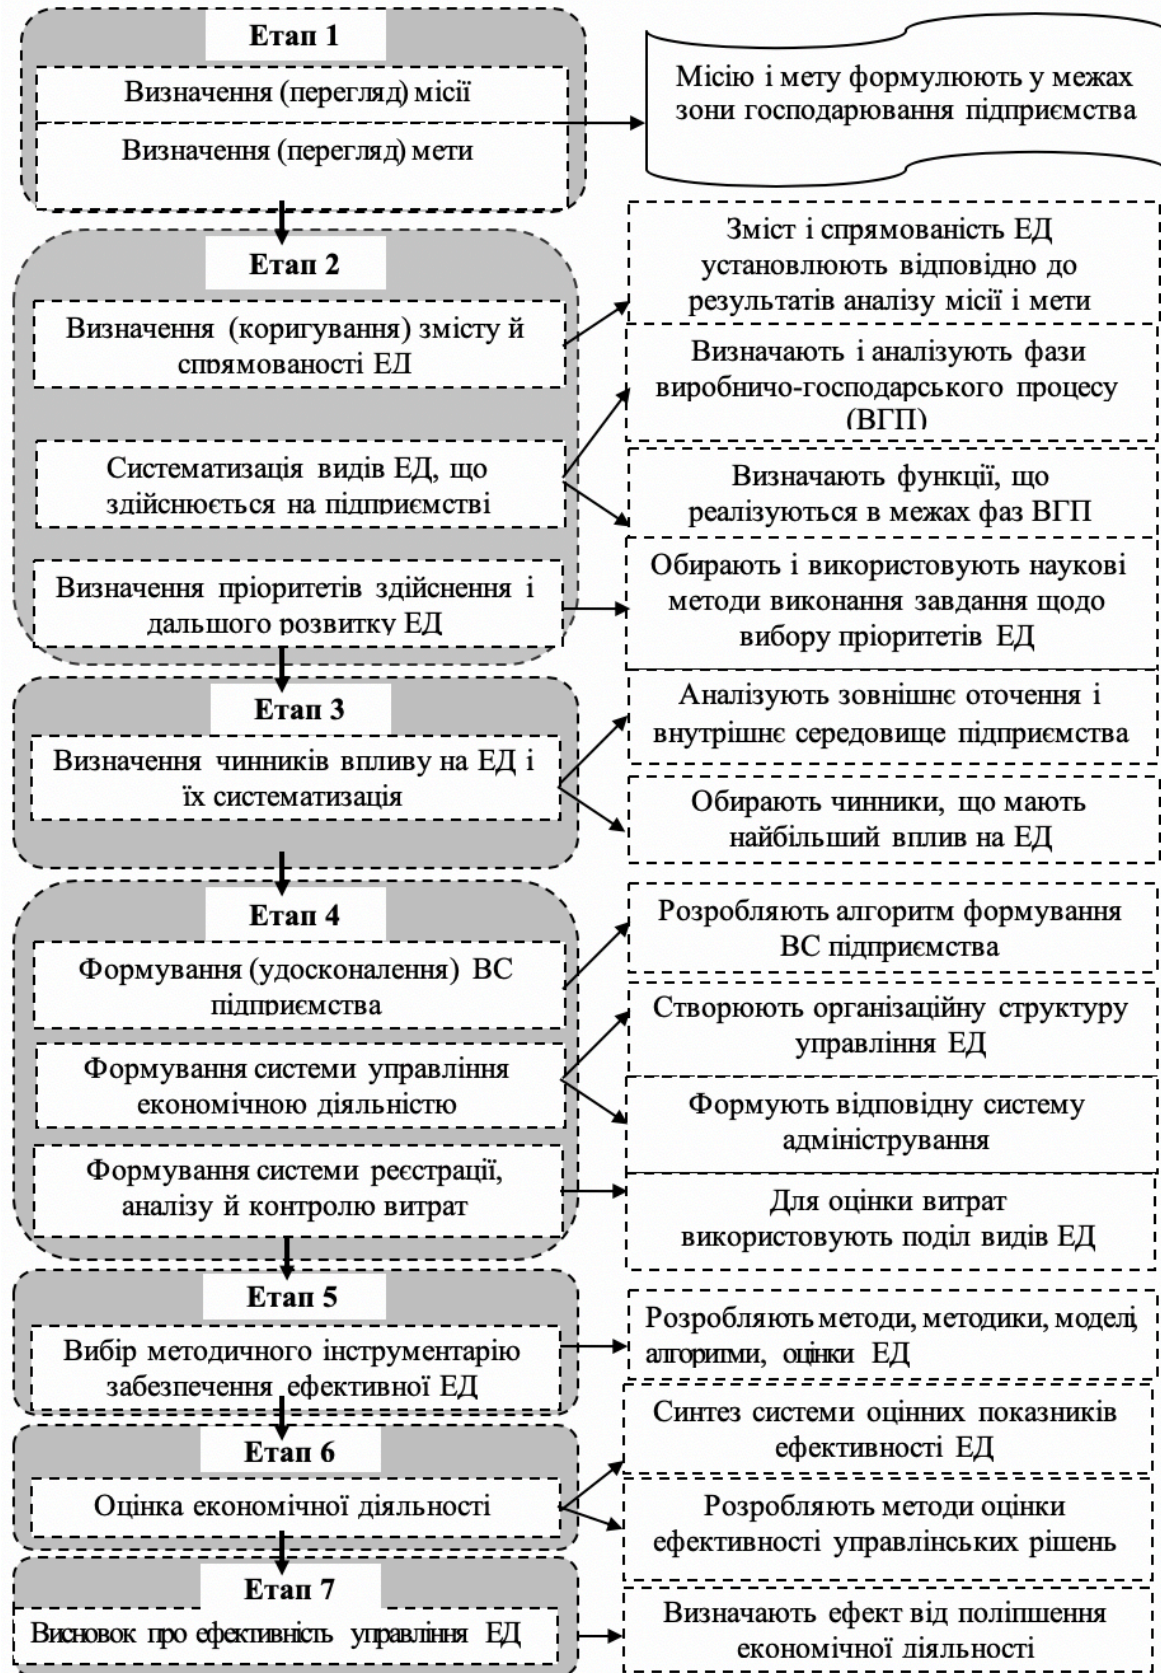 Етап 1
Визначення (перегляд) місії
Визначення (перегляд) мети
Місію і мету формулюють у межах
зони господарювання підприємства
Етап 2
Визначення (коригування) змісту й
спрямованості ЕД
Зміст і спрямованість ЕД
установлюють відповідно до
результатів аналізу місії і мети
Систематизація видів ЕД, що
здійснюється на підприємстві
Визначають і аналізують фази
виробничо-господарського процесу
(ВГП)
Визначають функції, що
реалізуються в межах фаз ВГП
Визначення пріоритетів здійснення і
дальшого розвитку ЕД
Обирають і використовують наукові
методи виконання завдання щодо
вибору пріоритетів ЕД
Етап 3
Визначення чинників впливу на ЕД і
їх систематизація
Аналізують зовнішнє оточення і
внутрішнє середовище підприємства
Обирають чинники, що мають
найбільший вплив на ЕД
Етап 4
Формування (удосконалення) ВС
підприємства
Розробляють алгоритм формування
ВС підприємства
Формування системи управління
економічною діяльністю
Створюють організаційну структуру
управління ЕД
Формують відповідну систему
адміністрування
Формування системи реєстрації,
аналізу й контролю витрат
Для оцінки витрат
використовують поділ видів ЕД
Етап 5
Вибір методичного інструментарію
забезпечення ефективної ЕД
Розробляють методи, методики, моделі,
алгоритми, оцінки ЕД
Етап 6
Оцінка економічної діяльності
Синтез системи оцінних показників
ефективності ЕД
Розробляють методи оцінки
ефективності управлінських рішень
Етап 7
Висновок про ефективність управління ЕД
Визначають ефект від поліпшення
економічної діяльності